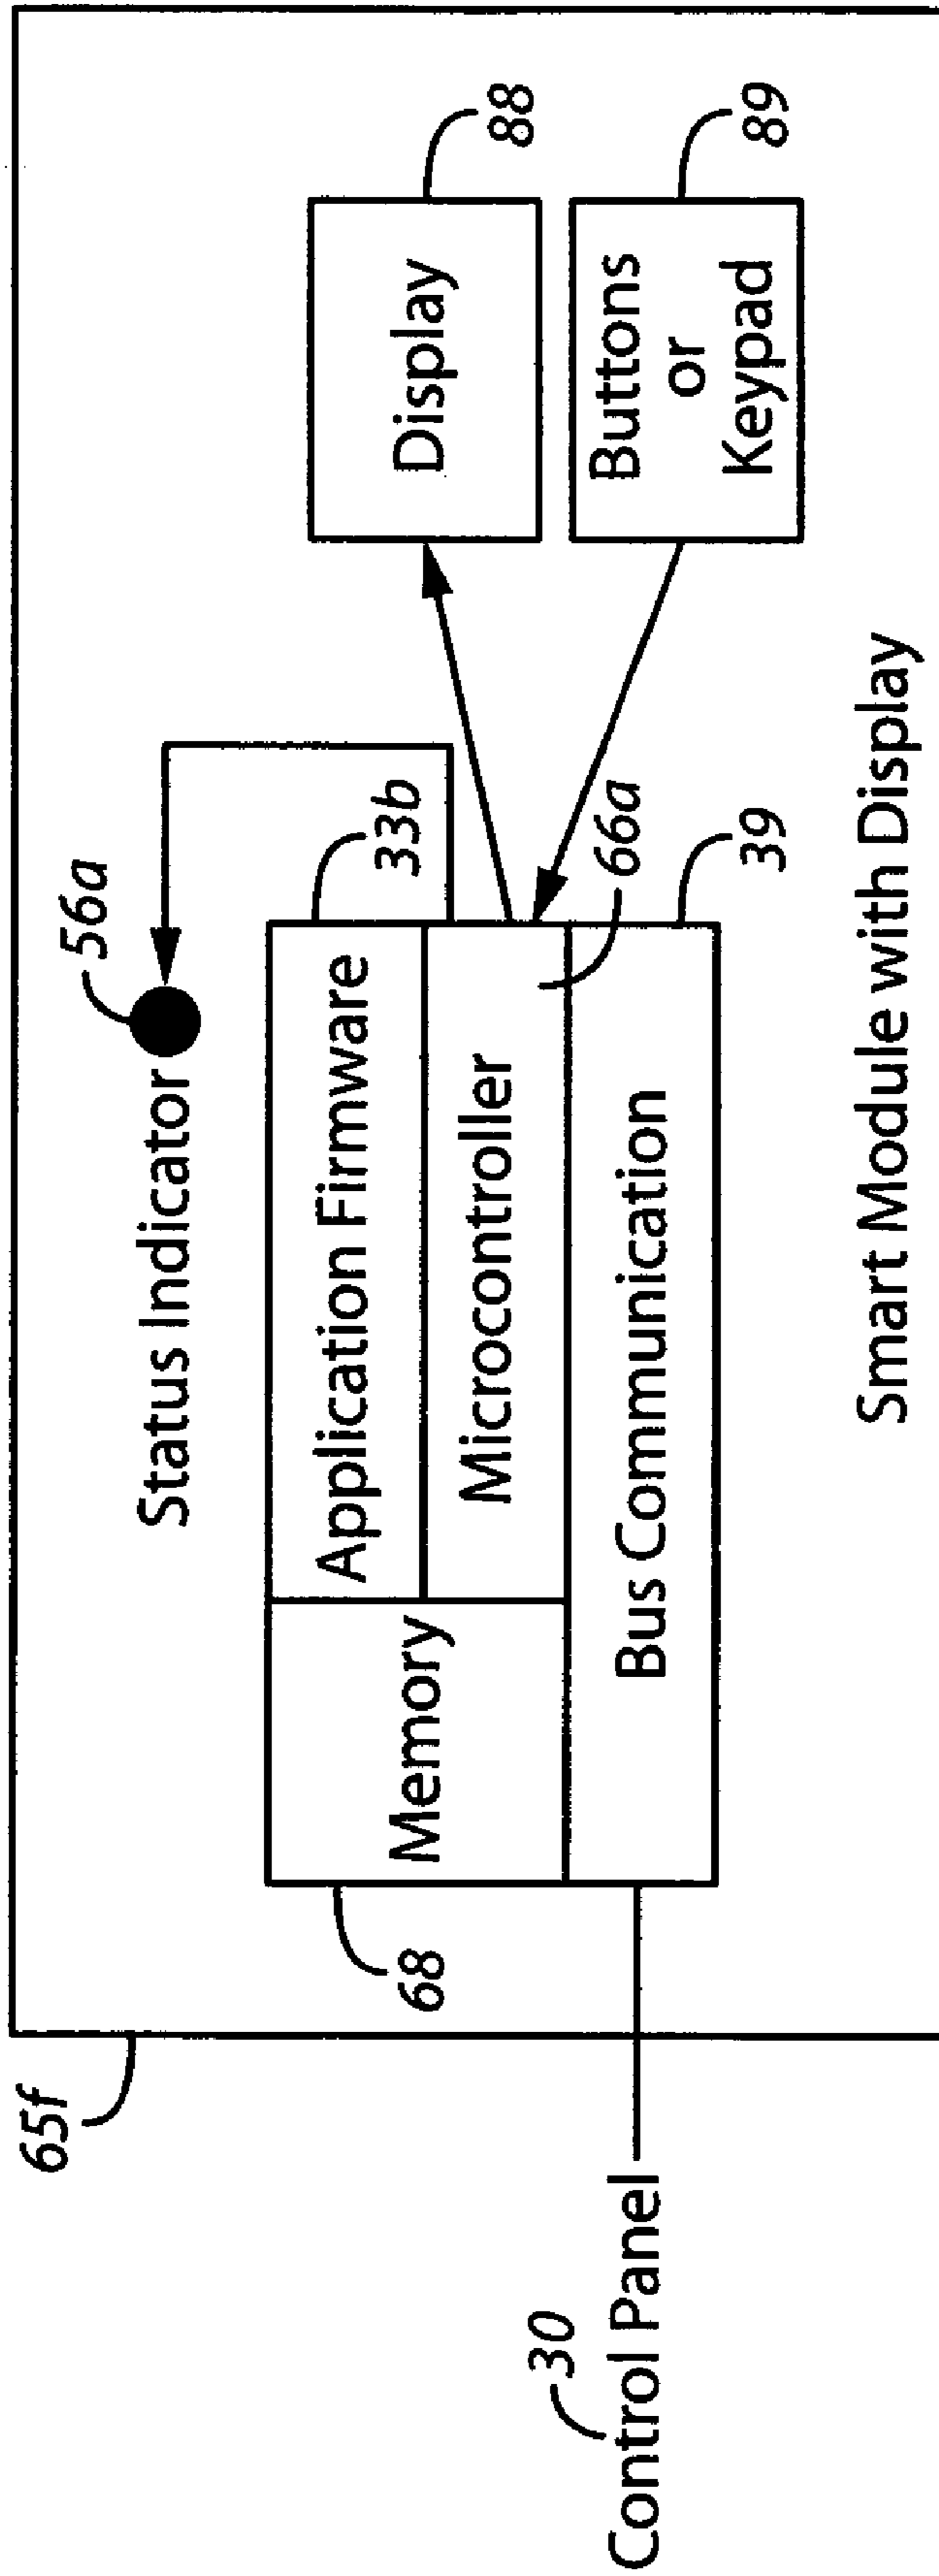 65f
56a
Status Indicator
33b
Application Firmware
Memory
Microcontroller
66a
Bus Communication
39
68
Display
88
Buttons
or
Keypad
89
30
Control Panel
Smart Module with Display